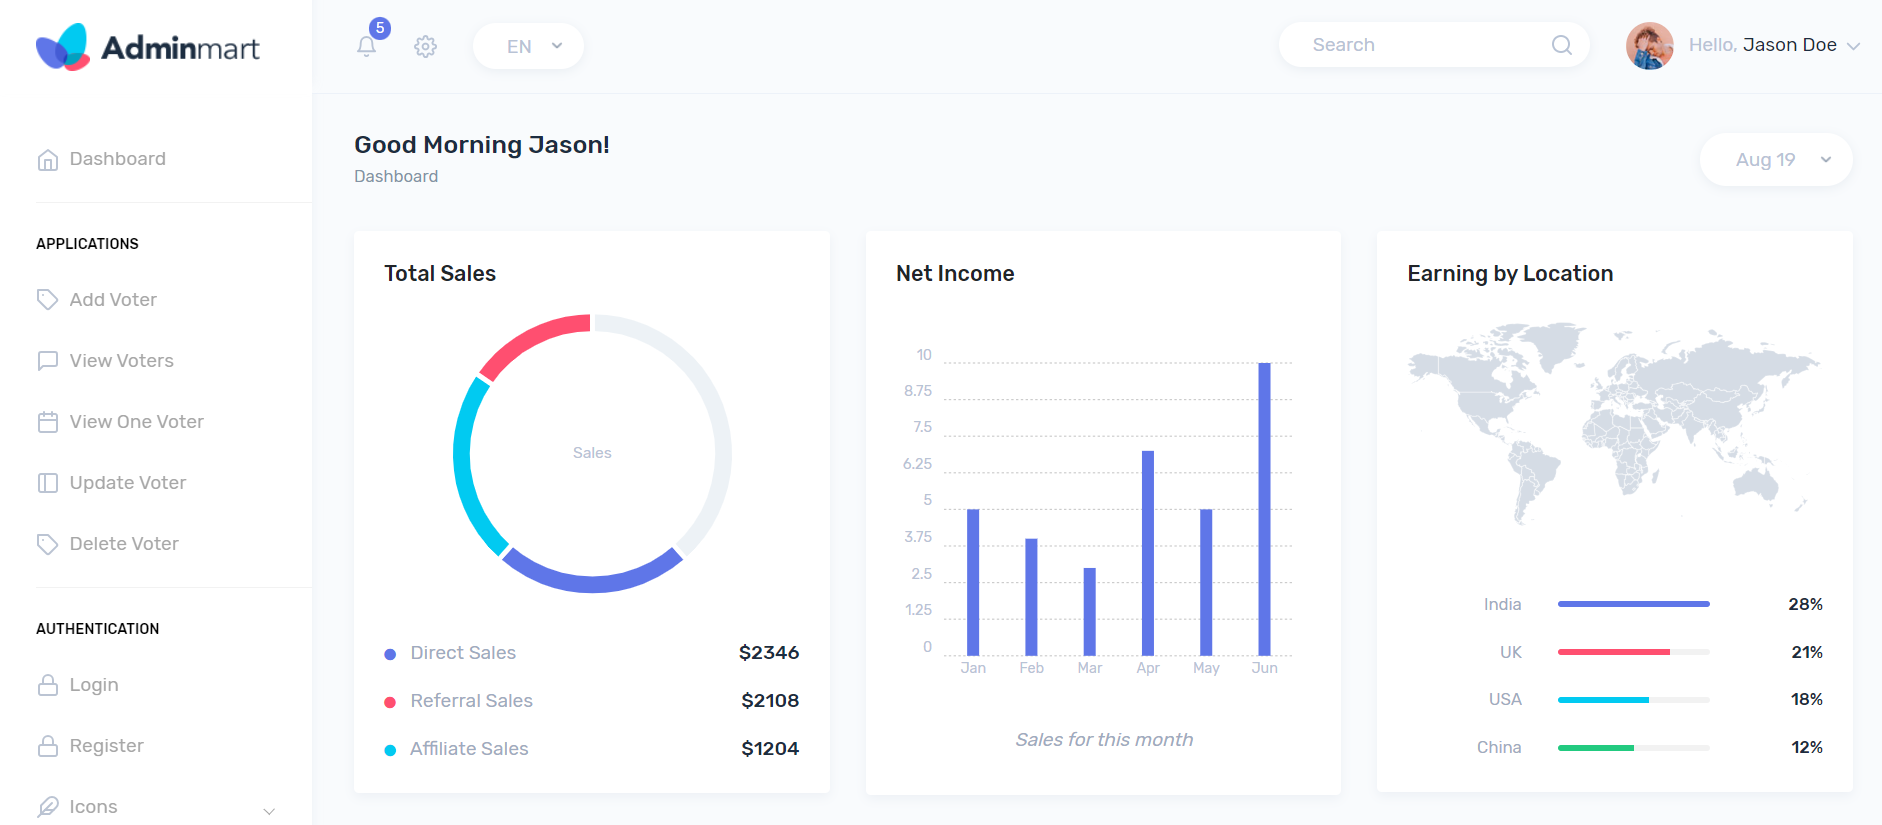 Adminmart
5
EN
Search
Hello, Jason Doe
Dashboard
APPLICATIONS
Add Voter
View Voters
View One Voter
Update Voter
Delete Voter
AUTHENTICATION
Login
Register
Icons
Good Morning Jason!
Dashboard
Aug 19
Total Sales
Sales
Direct Sales $2346
Referral Sales $2108
Affiliate Sales $1204
Net Income
10
8.75
7.5
6.25
5
3.75
2.5
1.25
0
Jan Feb Mar Apr May Jun
Sales for this month
Earning by Location
India 28%
UK 21%
USA 18%
China 12%